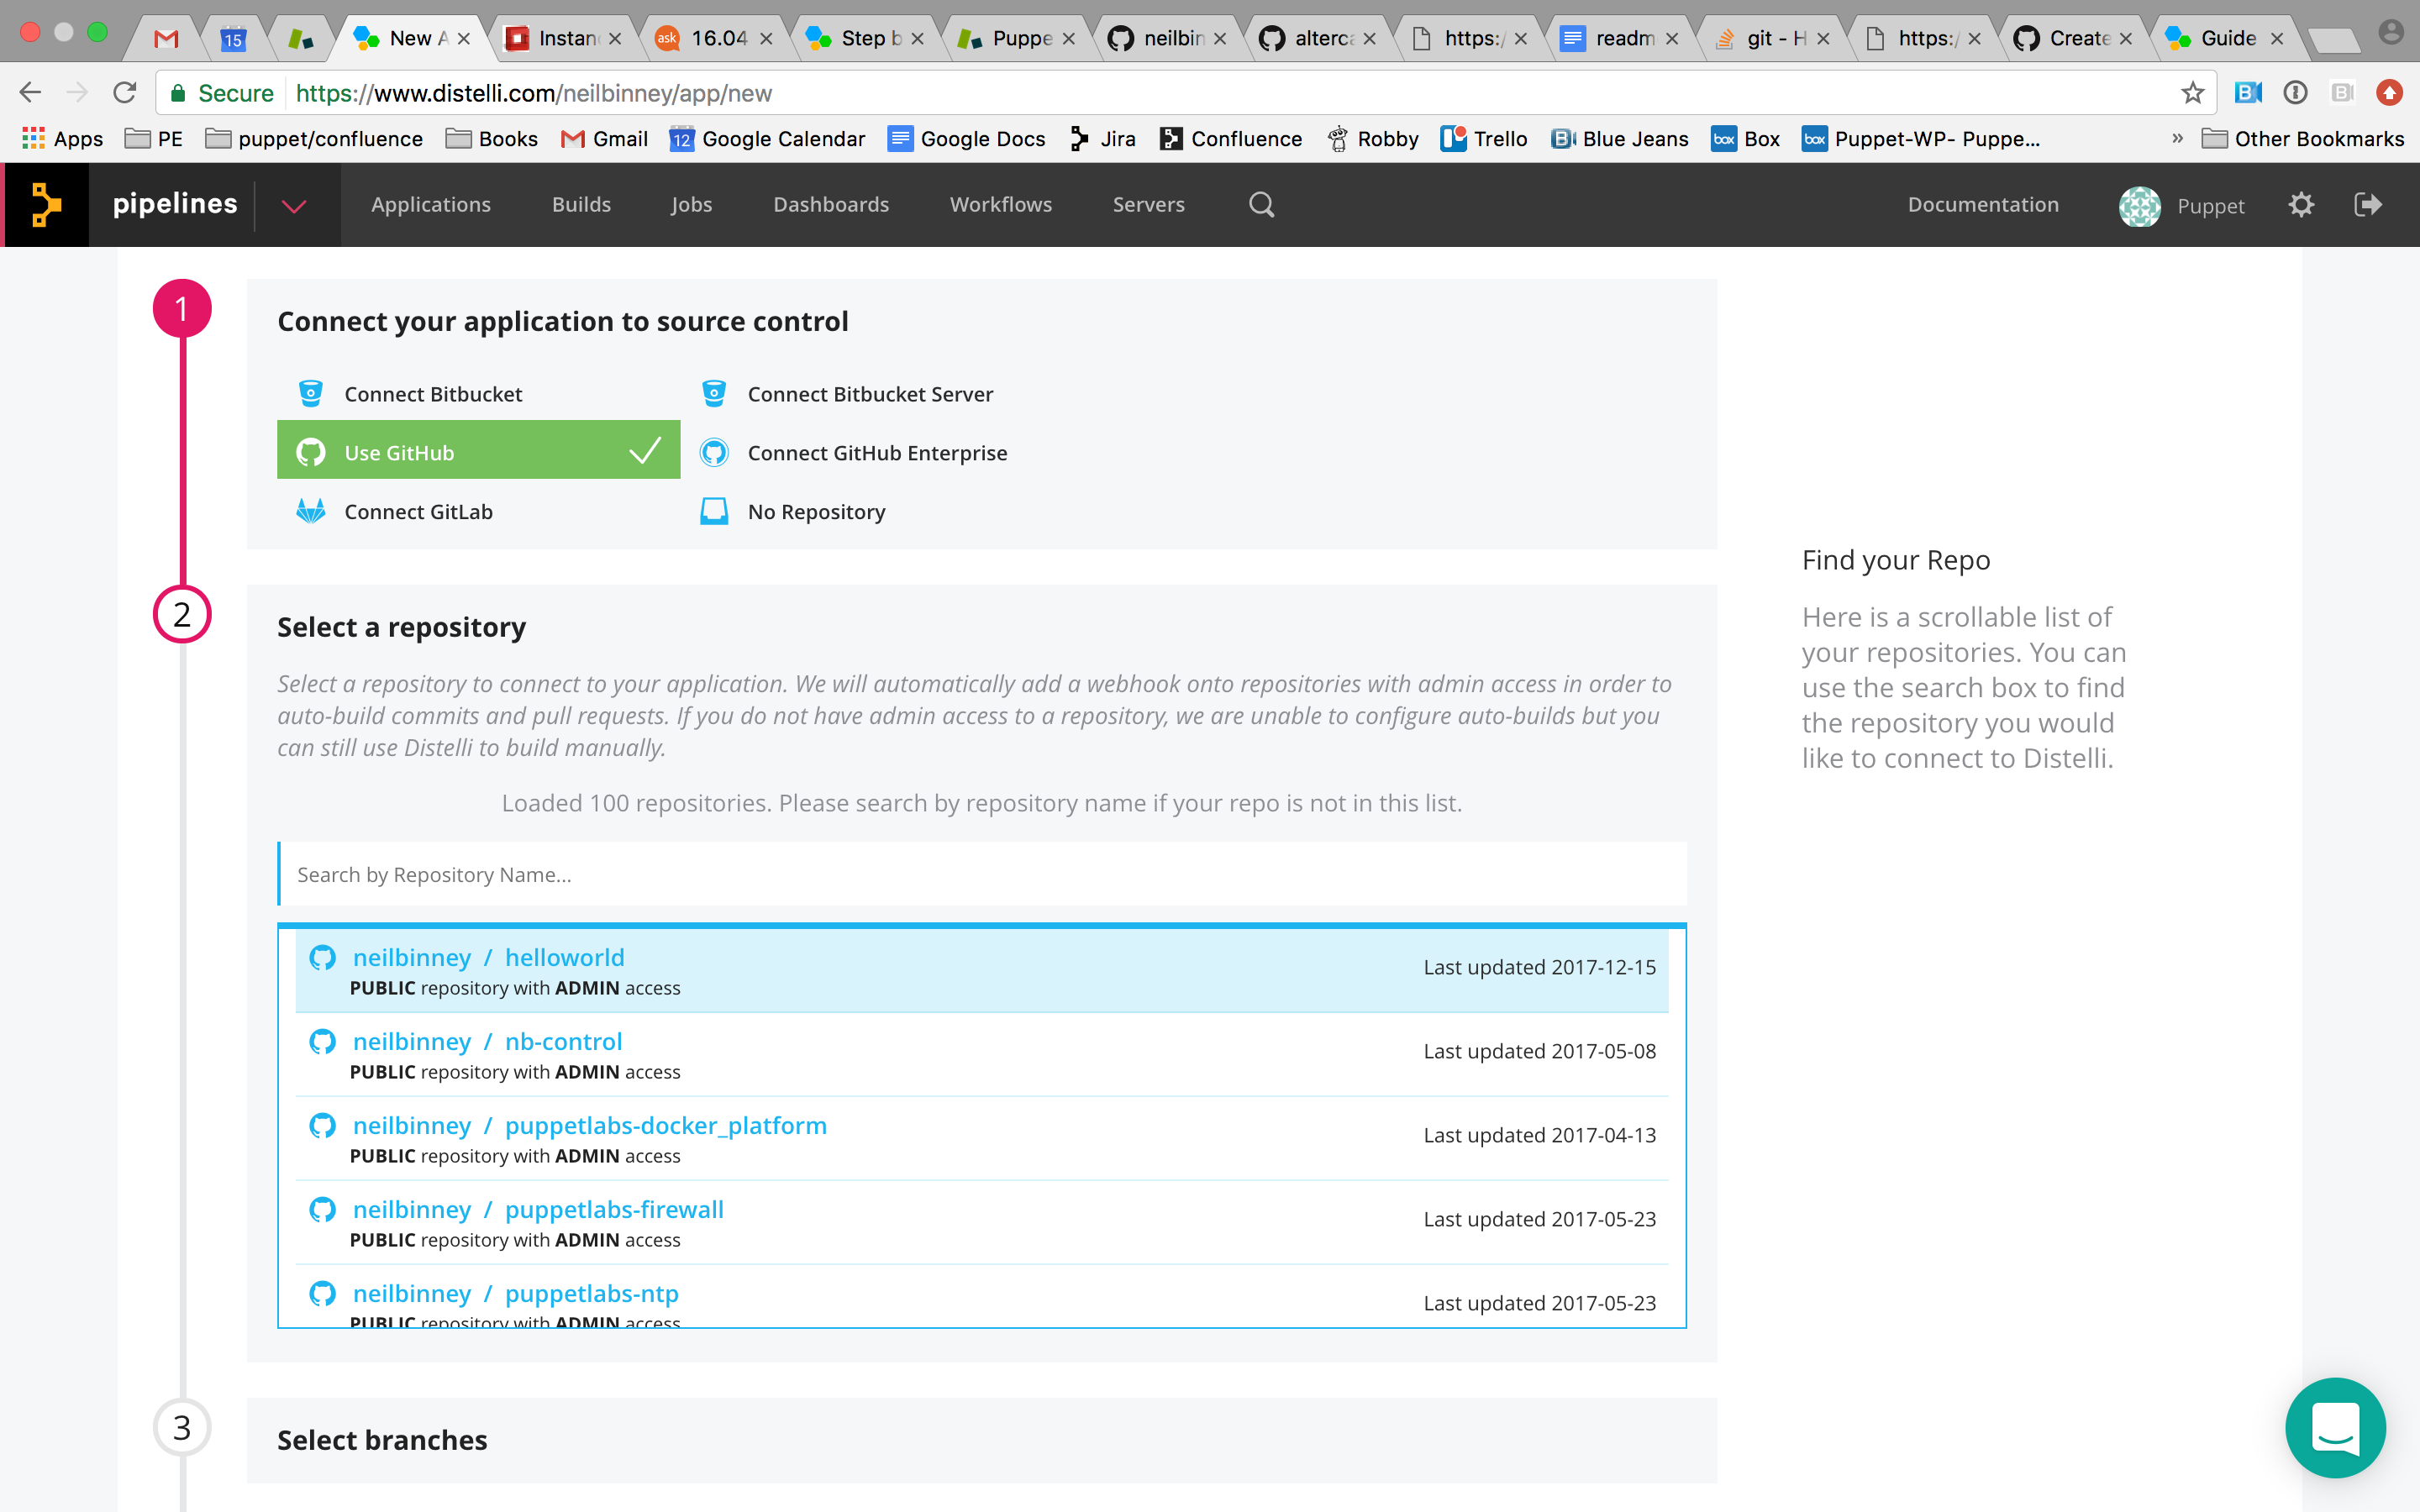 15
New A
Instan
ask 16.04
Step b
Puppe
neilbin
alterca
https:/
readm
git - H
https:/
Create
Guide
Secure https://www.distelli.com/neilbinney/app/new
Apps PE puppet/confluence Books Gmail 12 Google Calendar Google Docs Jira Confluence Robby Trello Blue Jeans box Box box Puppet-WP- Puppe... » Other Bookmarks
pipelines Applications Builds Jobs Dashboards Workflows Servers Documentation Puppet
1
Connect your application to source control
Connect Bitbucket Connect Bitbucket Server
Use GitHub Connect GitHub Enterprise
Connect GitLab No Repository
2
Select a repository
Select a repository to connect to your application. We will automatically add a webhook onto repositories with admin access in order to
auto-build commits and pull requests. If you do not have admin access to a repository, we are unable to configure auto-builds but you
can still use Distelli to build manually.
Loaded 100 repositories. Please search by repository name if your repo is not in this list.
Search by Repository Name...
neilbinney / helloworld Last updated 2017-12-15
PUBLIC repository with ADMIN access
neilbinney / nb-control Last updated 2017-05-08
PUBLIC repository with ADMIN access
neilbinney / puppetlabs-docker_platform Last updated 2017-04-13
PUBLIC repository with ADMIN access
neilbinney / puppetlabs-firewall Last updated 2017-05-23
PUBLIC repository with ADMIN access
neilbinney / puppetlabs-ntp Last updated 2017-05-23
PUBLIC repository with ADMIN access
Find your Repo
Here is a scrollable list of
your repositories. You can
use the search box to find
the repository you would
like to connect to Distelli.
3
Select branches